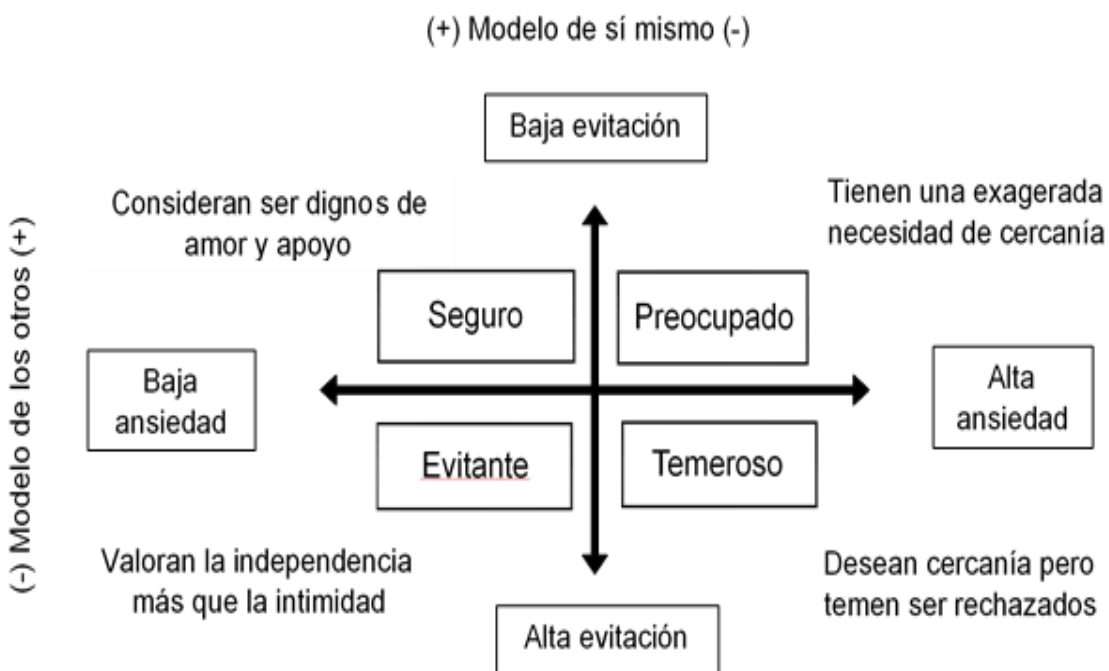 (+) Modelo de sí mismo (-)
Baja evitación
Consideran ser dignos de
amor y apoyo
Tienen una exagerada
necesidad de cercanía
(-) Modelo de los otros (+)
Seguro
Preocupado
Baja
ansiedad
Alta
ansiedad
Evitante
Temeroso
Valoran la independencia
más que la intimidad
Desean cercanía pero
temen ser rechazados
Alta evitación